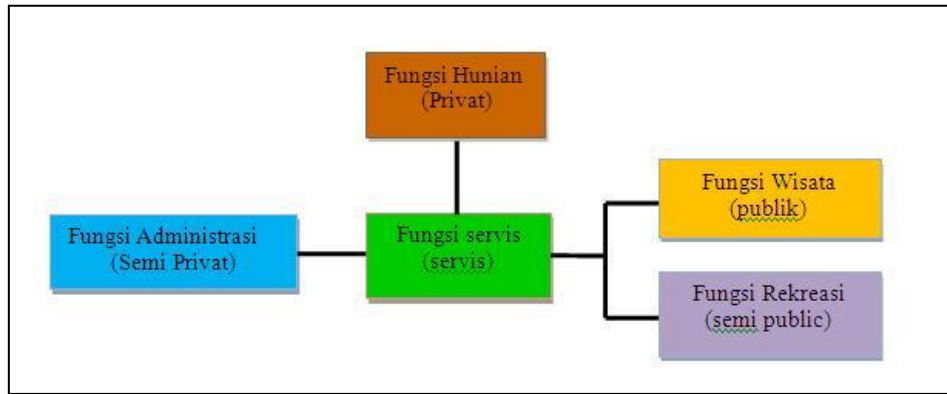 Fungsi Hunian
(Privat)
Fungsi Administrasi
(Semi Privat)
Fungsi servis
(servis)
Fungsi Wisata
(publik)
Fungsi Rekreasi
(semi public)